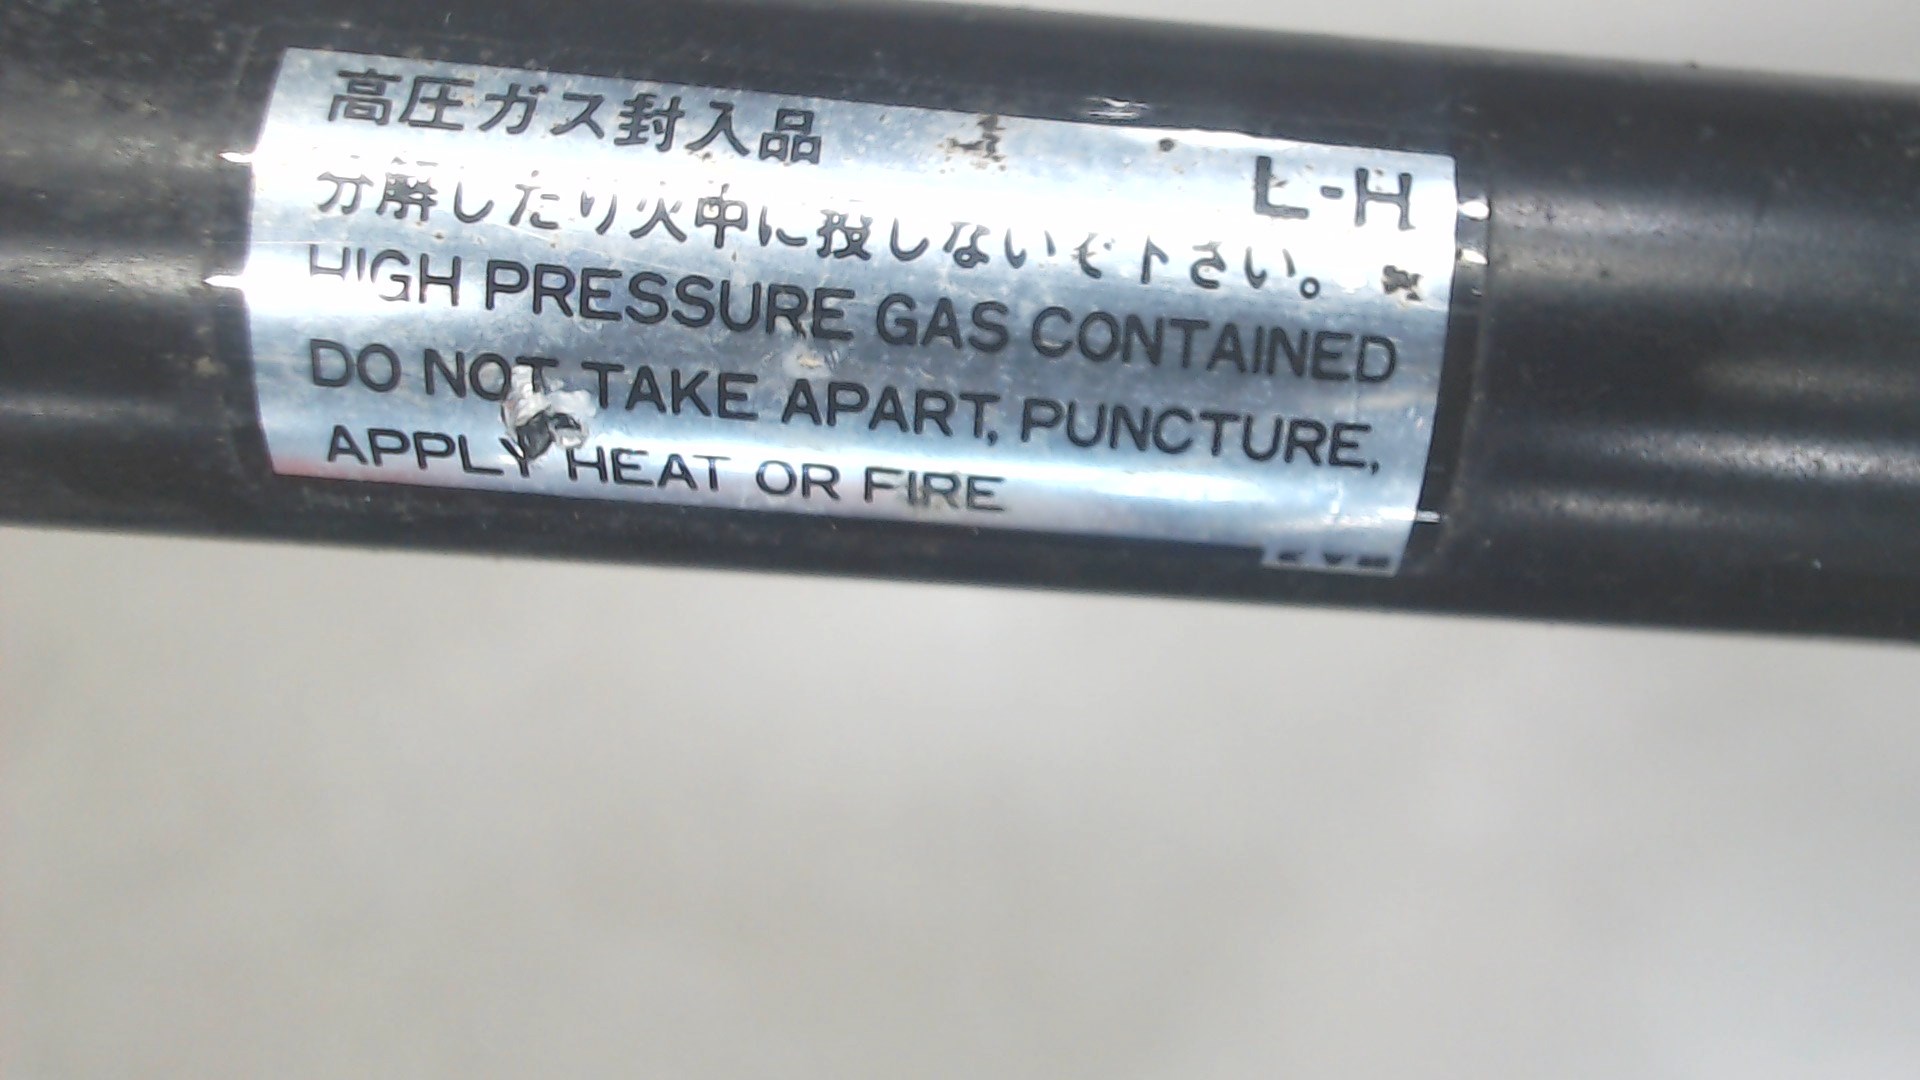 高圧ガス封入品
L-H
分解したり火中に投しないで下さい。
HIGH PRESSURE GAS CONTAINED
DO NOT TAKE APART, PUNCTURE,
APPLY HEAT OR FIRE